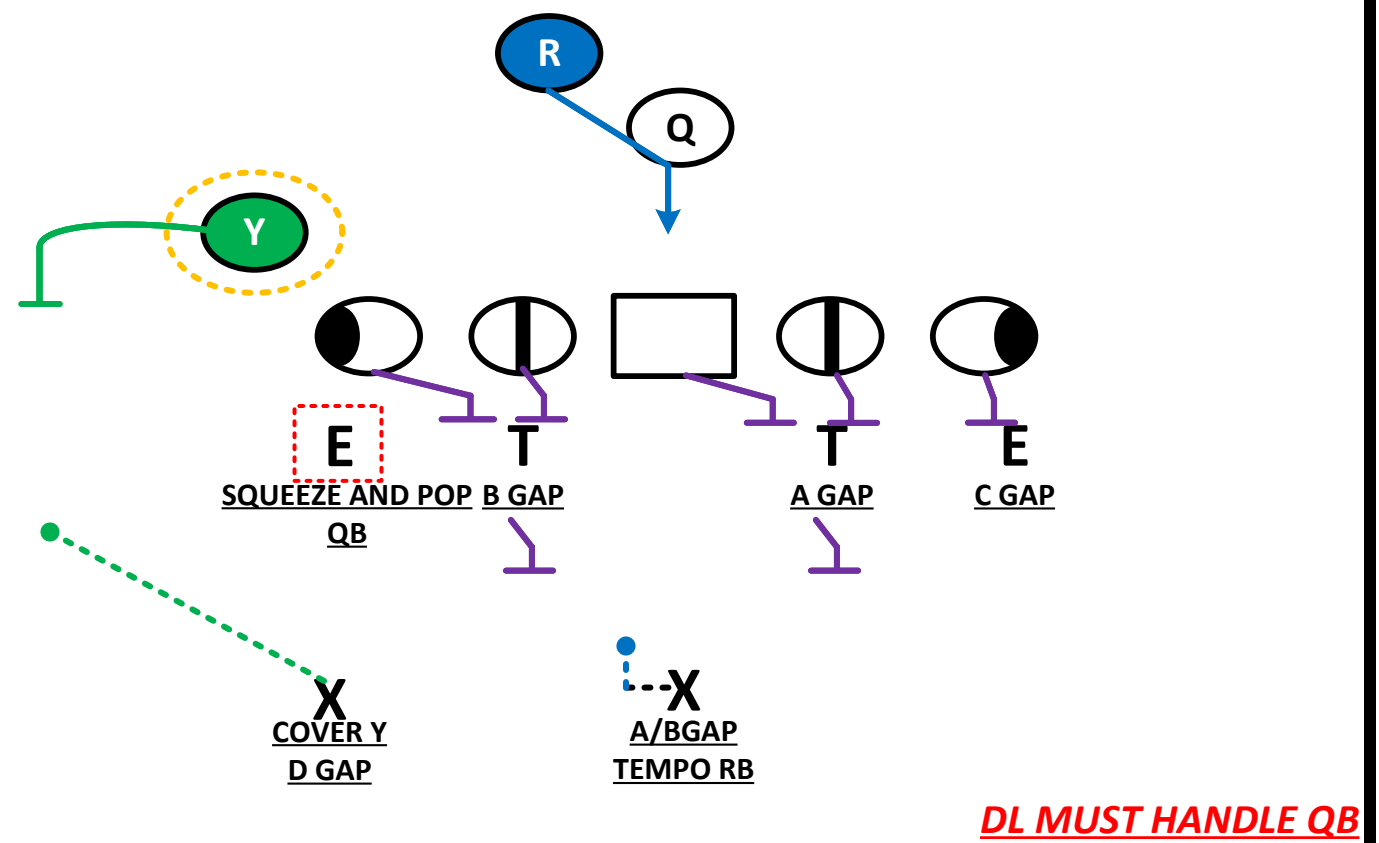 R
Q
Y
E T T E
SQUEEZE AND POP B GAP A GAP C GAP
QB
X X
COVER Y A/BGAP
D GAP TEMPO RB
DL MUST HANDLE QB